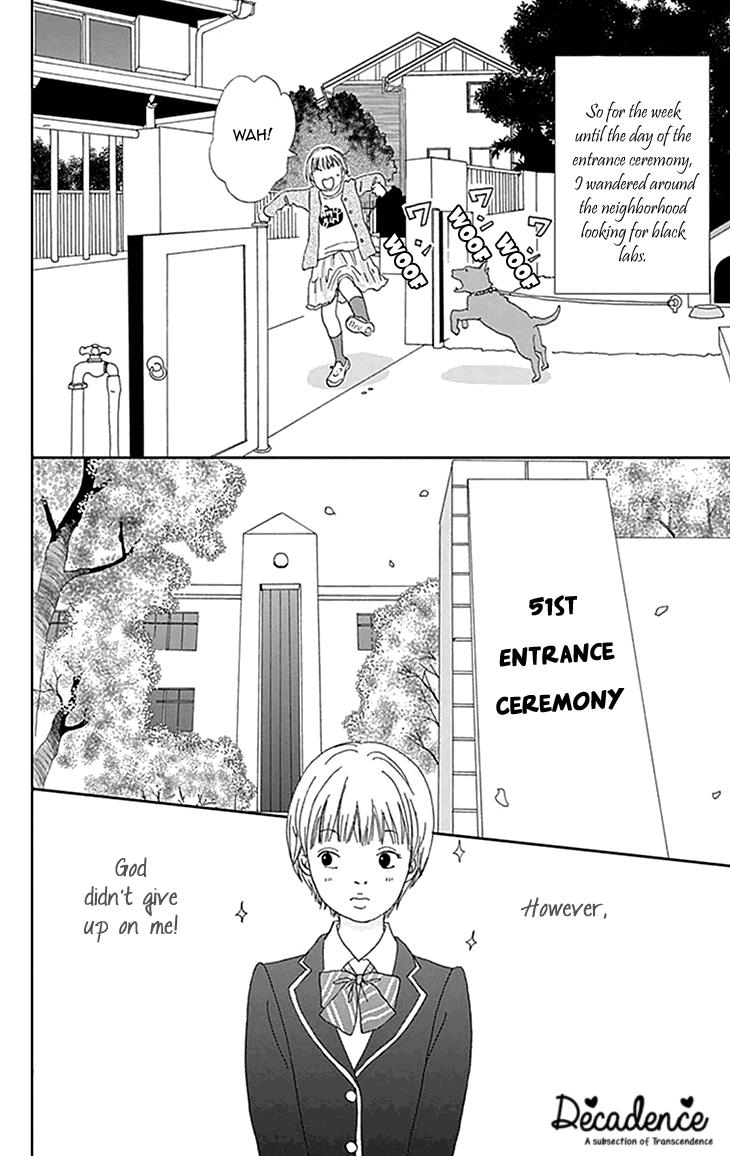 So for the week
until the day of the
entrance ceremony,
I wandered around
the neighborhood
looking for black
labs.
ワ
ワ
ワ
WOOF
WOOF
WOOF
WAH!
51ST
ENTRANCE
CEREMONY
However,
God
didn't give
up on me!
Decadence
A subsection of Transcendence